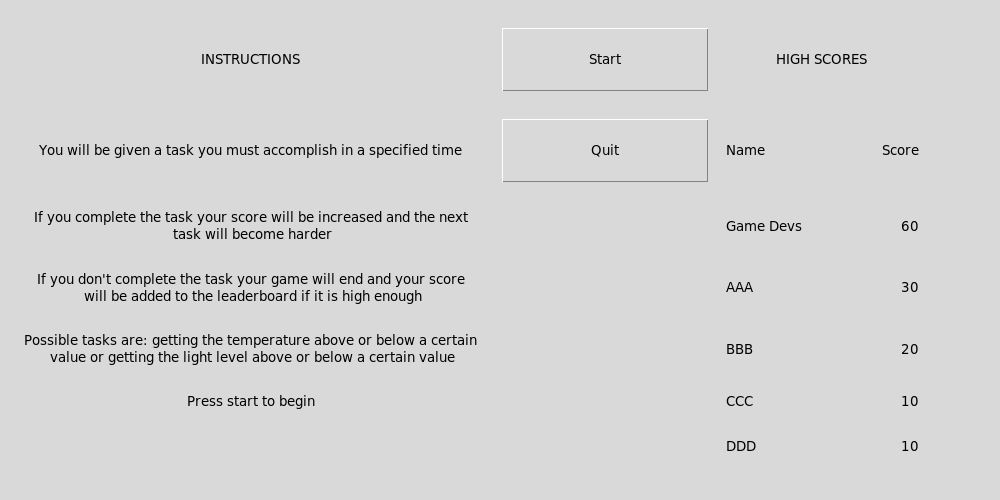 INSTRUCTIONS
Start
HIGH SCORES
You will be given a task you must accomplish in a specified time
Quit
Name Score
If you complete the task your score will be increased and the next
task will become harder
Game Devs 60
If you don't complete the task your game will end and your score
will be added to the leaderboard if it is high enough
AAA 30
Possible tasks are: getting the temperature above or below a certain
value or getting the light level above or below a certain value
BBB 20
Press start to begin
CCC 10
DDD 10